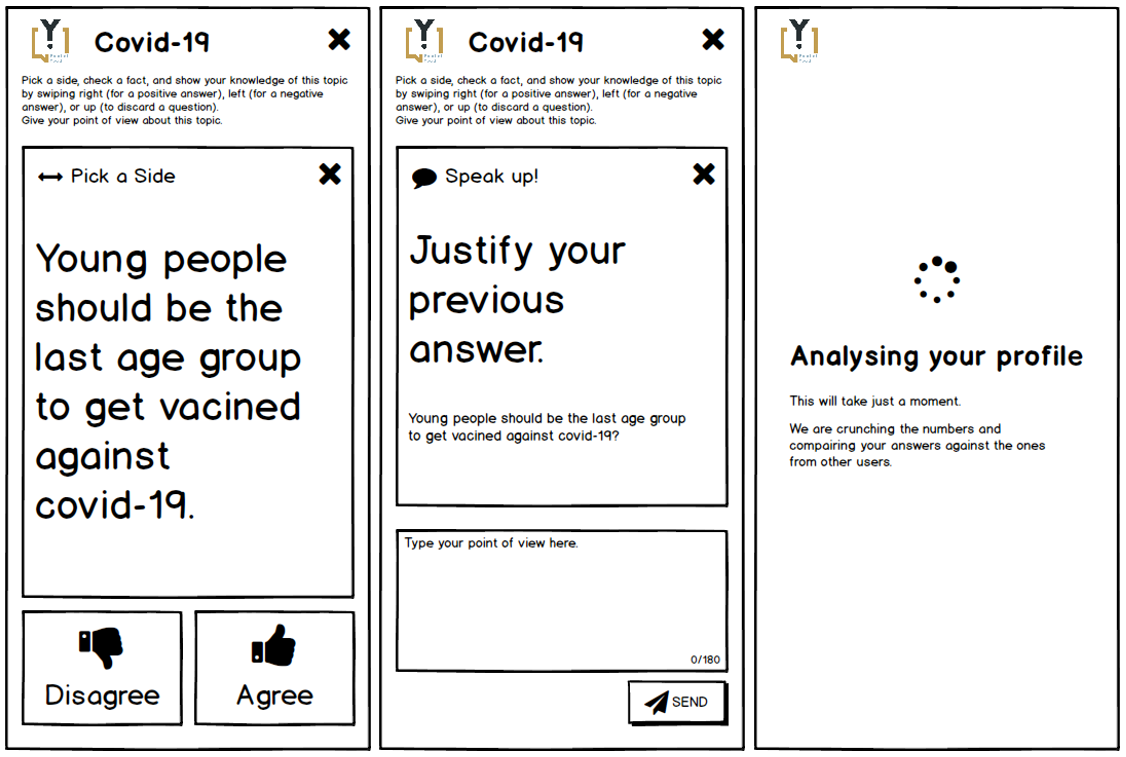 Y!
Covid-19
Pick a side, check a fact, and show your knowledge of this topic
by swiping right (for a positive answer), left (for a negative
answer), or up (to discard a question).
Give your point of view about this topic.
Pick a Side
Young people
should be the
last age group
to get vacined
against
covid-19.
Disagree
Agree
Y!
Covid-19
Pick a side, check a fact, and show your knowledge of this topic
by swiping right (for a positive answer), left (for a negative
answer), or up (to discard a question).
Give your point of view about this topic.
Speak up!
Justify your
previous
answer.
Young people should be the last age group
to get vacined against covid-19?
Type your point of view here.
0/180
SEND
Y!
Analysing your profile
This will take just a moment.
We are crunching the numbers and
compairing your answers against the ones
from other users.